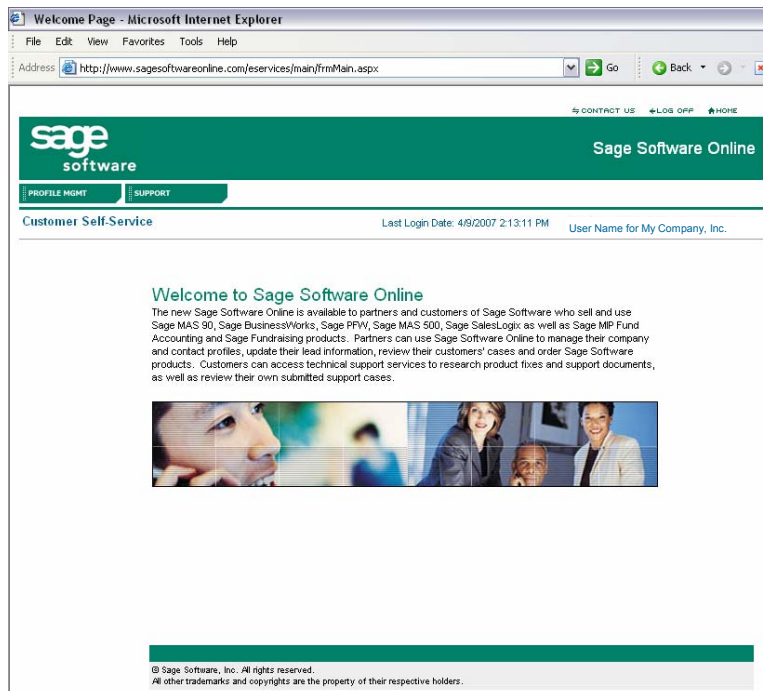 Welcome Page - Microsoft Internet Explorer
File Edit View Favorites Tools Help
Address http://www.sagesoftwareonline.com/eservices/main/frmMain.aspx Go Back
CONTACT US LOG OFF HOME
sage
software
Sage Software Online
PROFILE MGMT SUPPORT
Customer Self-Service Last Login Date: 4/9/2007 2:13:11 PM User Name for My Company, Inc.
Welcome to Sage Software Online
The new Sage Software Online is available to partners and customers of Sage Software who sell and use
Sage MAS 90, Sage BusinessWorks, Sage PFW, Sage MAS 500, Sage SalesLogix as well as Sage MIP Fund
Accounting and Sage Fundraising products. Partners can use Sage Software Online to manage their company
and contact profiles, update their lead information, review their customers' cases and order Sage Software
products. Customers can access technical support services to research product fixes and support documents,
as well as review their own submitted support cases.
© Sage Software, Inc. All rights reserved.
All other trademarks and copyrights are the property of their respective holders.